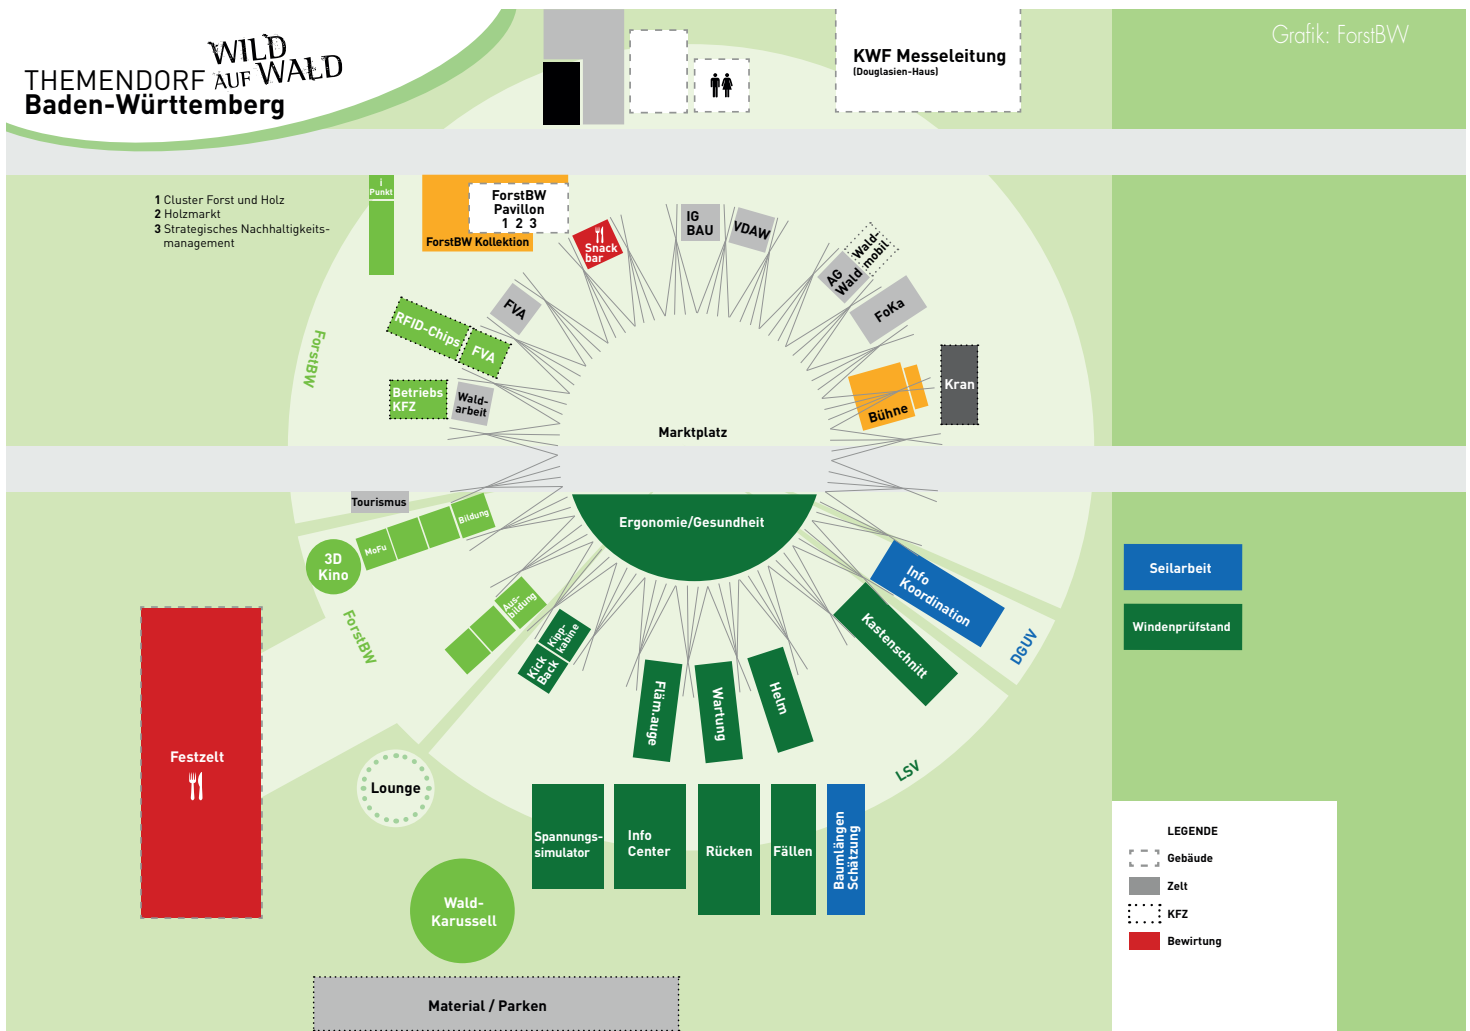 THEMENDORF
WILD
AUF WALD
Baden-Württemberg
KWF Messeleitung
(Douglasien-Haus)
Grafik: ForstBW
1 Cluster Forst und Holz
2 Holzmarkt
3 Strategisches Nachhaltigkeits-
management
i
Punkt
ForstBW
Pavillon
1 2 3
ForstBW Kollektion
Snack
bar
IG
BAU
VDAW
AG
Wald
Wald-
mobil
FoKa
FVA
RFID-Chips
FVA
Betriebs
KFZ
Wald-
arbeit
ForstBW
Bühne
Kran
Marktplatz
Tourismus
Ergonomie/Gesundheit
MoFu
Bildung
3D
Kino
ForstBW
Aus-
bildung
Kipp-
kabine
Kick
Back
Info
Koordination
Kastenschnitt
DGUV
Seilarbeit
Windenprüfstand
Fläm.auge
Wartung
Helm
LSV
Festzelt
Lounge
Spannungs-
simulator
Info
Center
Rücken
Fällen
Baumlängen
Schätzung
Wald-
Karussell
Material / Parken
LEGENDE
Gebäude
Zelt
KFZ
Bewirtung